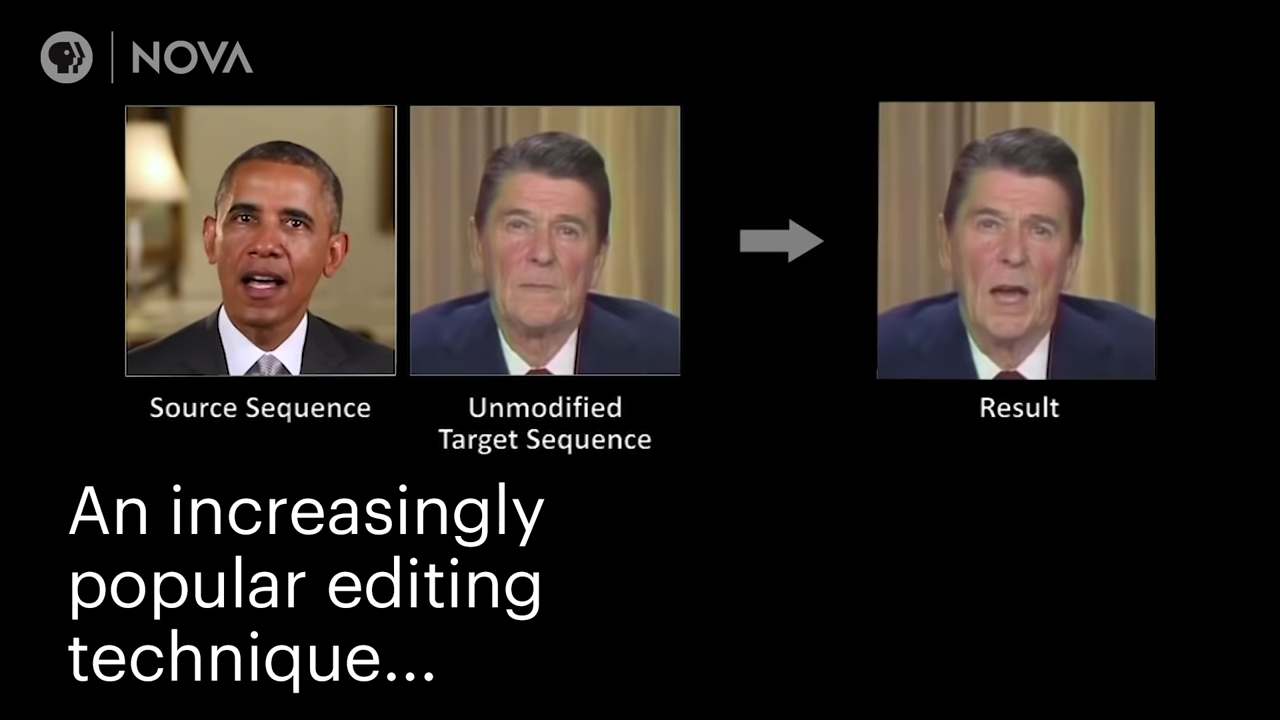 NOVA
Source Sequence
Unmodified
Target Sequence
Result
An increasingly
popular editing
technique...